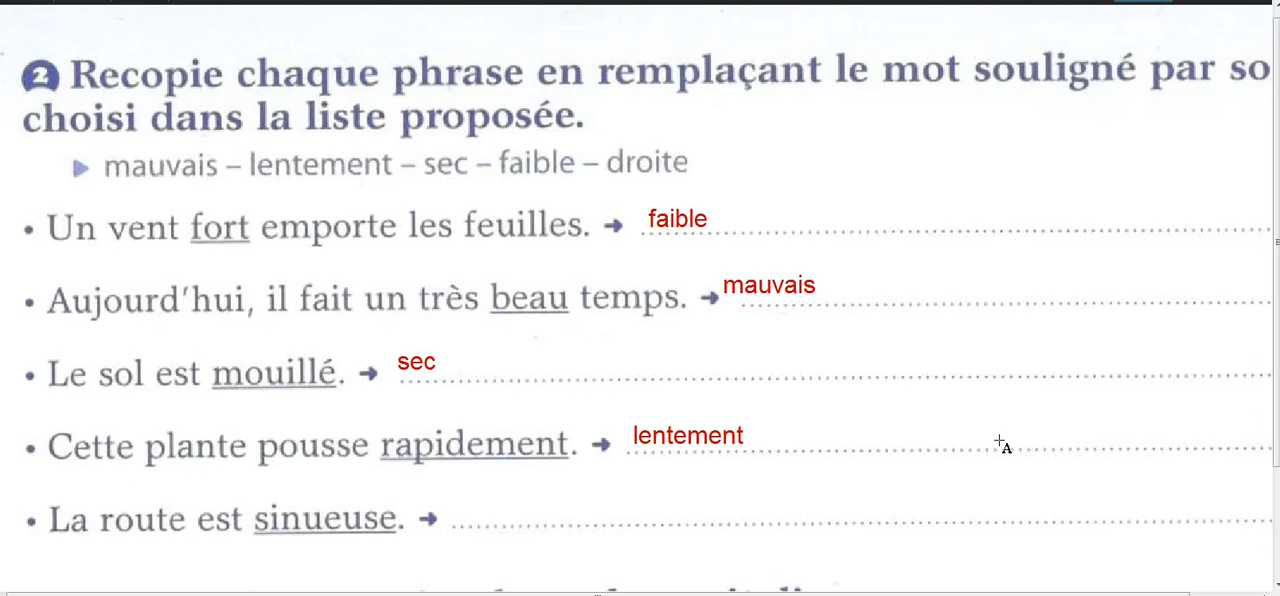 2 Recopie chaque phrase en remplaçant le mot souligné par so
choisi dans la liste proposée.
▶ mauvais – lentement – sec – faible – droite
• Un vent fort emporte les feuilles. → faible
• Aujourd'hui, il fait un très beau temps. → mauvais
• Le sol est mouillé. → sec
• Cette plante pousse rapidement. → lentement
• La route est sinueuse. →